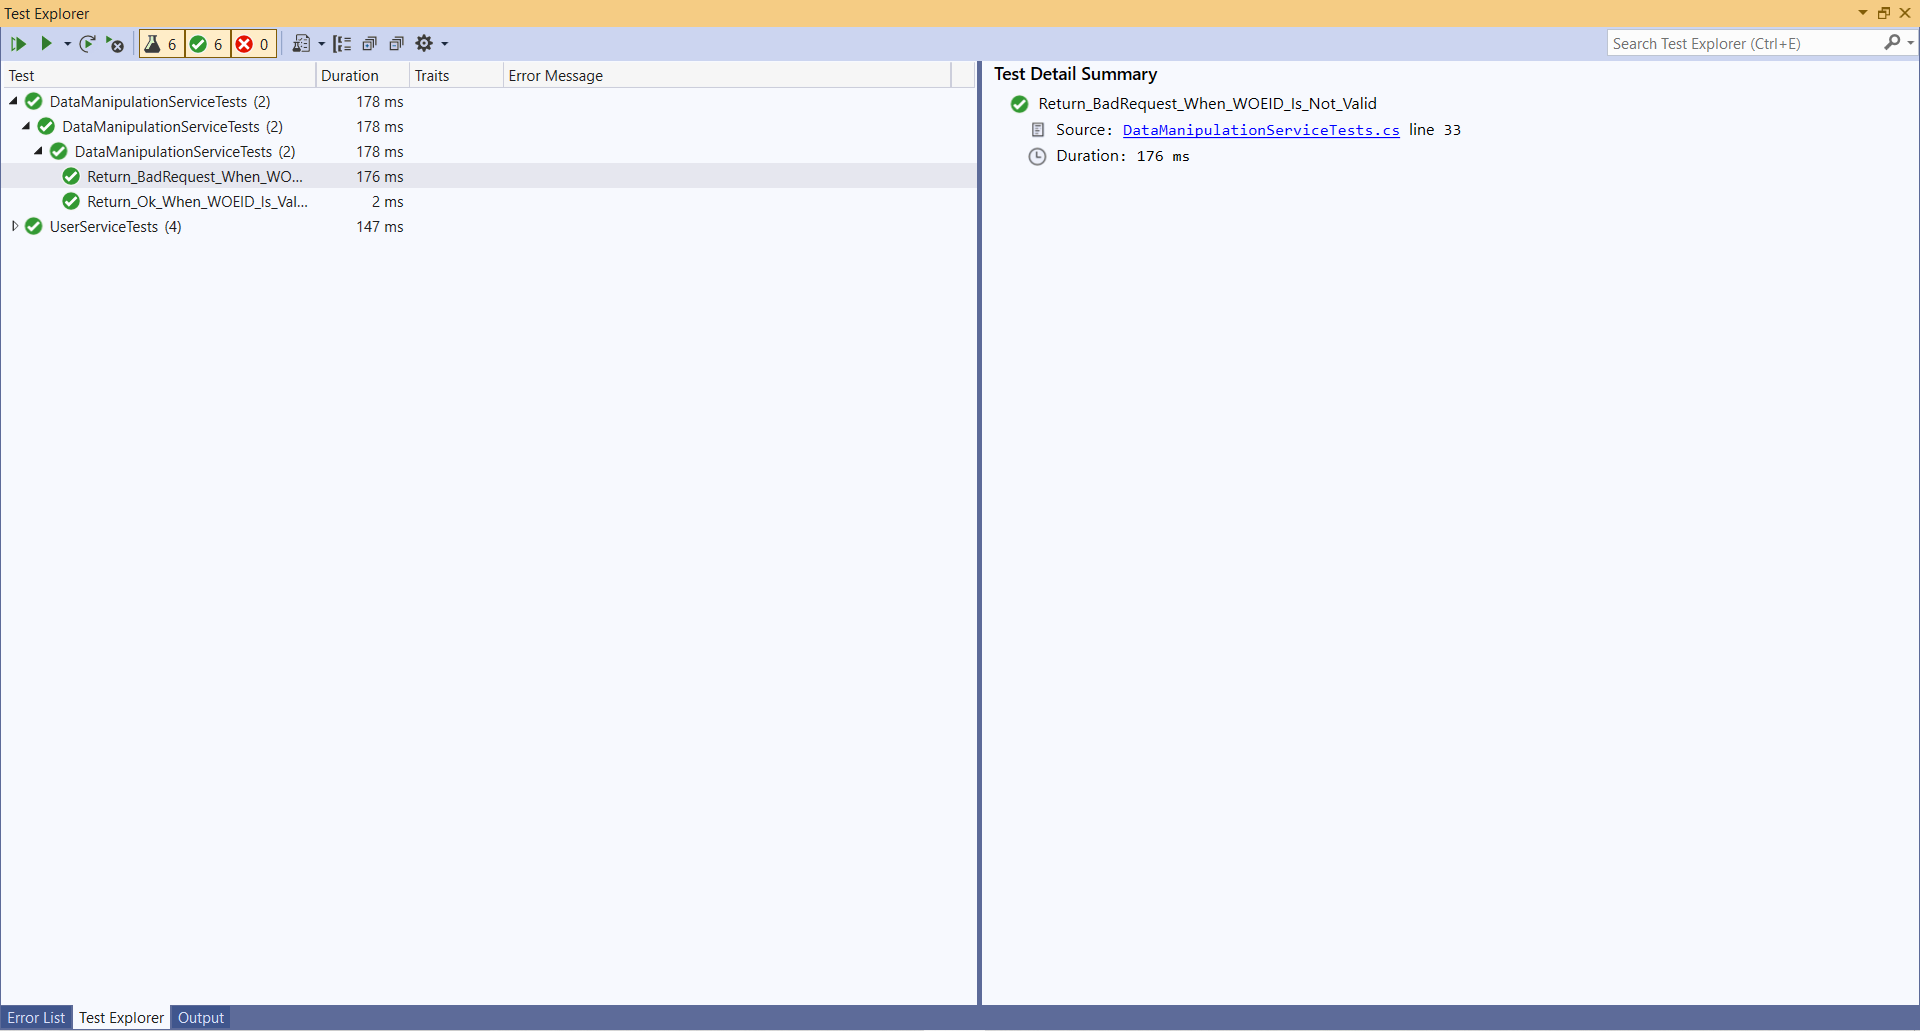 Test Explorer
6 6 0
Search Test Explorer (Ctrl+E)
Test Duration Traits Error Message
DataManipulationServiceTests (2) 178 ms
DataManipulationServiceTests (2) 178 ms
DataManipulationServiceTests (2) 178 ms
Return_BadRequest_When_WO... 176 ms
Return_Ok_When_WOEID_Is_Val... 2 ms
UserServiceTests (4) 147 ms
Test Detail Summary
Return_BadRequest_When_WOEID_Is_Not_Valid
Source: DataManipulationServiceTests.cs line 33
Duration: 176 ms
Error List Test Explorer Output